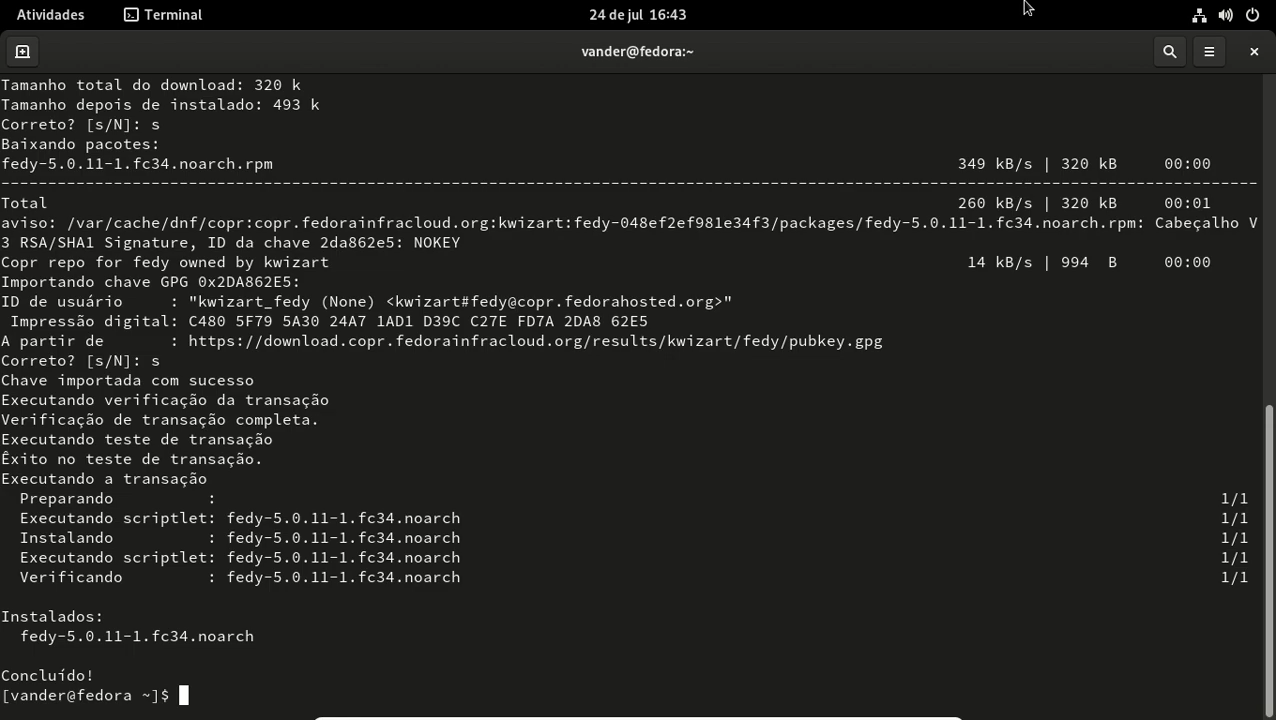 Atividades Terminal 24 de jul 16:43
vander@fedora:~
Tamanho total do download: 320 k
Tamanho depois de instalado: 493 k
Correto? [s/N]: s
Baixando pacotes:
fedy-5.0.11-1.fc34.noarch.rpm 349 kB/s | 320 kB 00:00
--------------------------------------------------------------------------------------------------------------------------------------
Total 260 kB/s | 320 kB 00:01
aviso: /var/cache/dnf/copr:copr.fedorainfracloud.org:kwizart:fedy-048ef2ef981e34f3/packages/fedy-5.0.11-1.fc34.noarch.rpm: Cabeçalho V
3 RSA/SHA1 Signature, ID da chave 2da862e5: NOKEY
Copr repo for fedy owned by kwizart 14 kB/s | 994 B 00:00
Importando chave GPG 0x2DA862E5:
ID de usuário : "kwizart_fedy (None) <kwizart#fedy@copr.fedorahosted.org>"
Impressão digital: C480 5F79 5A30 24A7 1AD1 D39C C27E FD7A 2DA8 62E5
A partir de : https://download.copr.fedorainfracloud.org/results/kwizart/fedy/pubkey.gpg
Correto? [s/N]: s
Chave importada com sucesso
Executando verificação da transação
Verificação de transação completa.
Executando teste de transação
Êxito no teste de transação.
Executando a transação
Preparando : 1/1
Executando scriptlet: fedy-5.0.11-1.fc34.noarch 1/1
Instalando : fedy-5.0.11-1.fc34.noarch 1/1
Executando scriptlet: fedy-5.0.11-1.fc34.noarch 1/1
Verificando : fedy-5.0.11-1.fc34.noarch 1/1
Instalados:
fedy-5.0.11-1.fc34.noarch
Concluído!
[vander@fedora ~]$